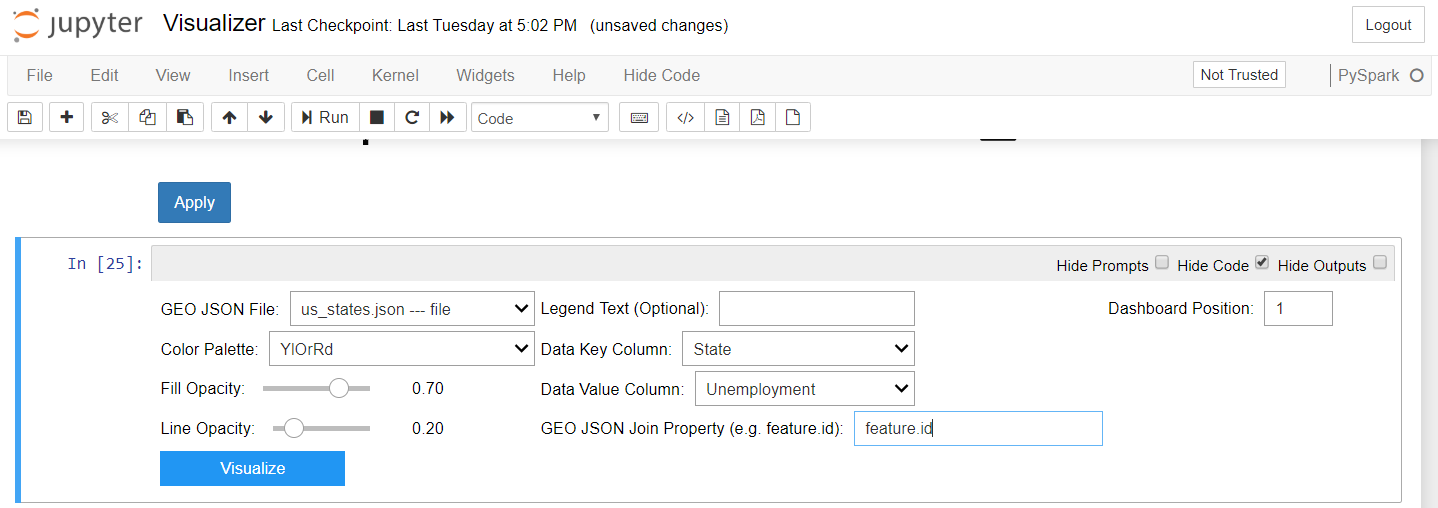 jupyter Visualizer Last Checkpoint: Last Tuesday at 5:02 PM (unsaved changes) Logout
File Edit View Insert Cell Kernel Widgets Help Hide Code Not Trusted PySpark
Run Code </>
Apply
In [25]: Hide Prompts Hide Code Hide Outputs
GEO JSON File: us_states.json --- file Legend Text (Optional): Dashboard Position: 1
Color Palette: YlOrRd Data Key Column: State
Fill Opacity: 0.70 Data Value Column: Unemployment
Line Opacity: 0.20 GEO JSON Join Property (e.g. feature.id): feature.id
Visualize